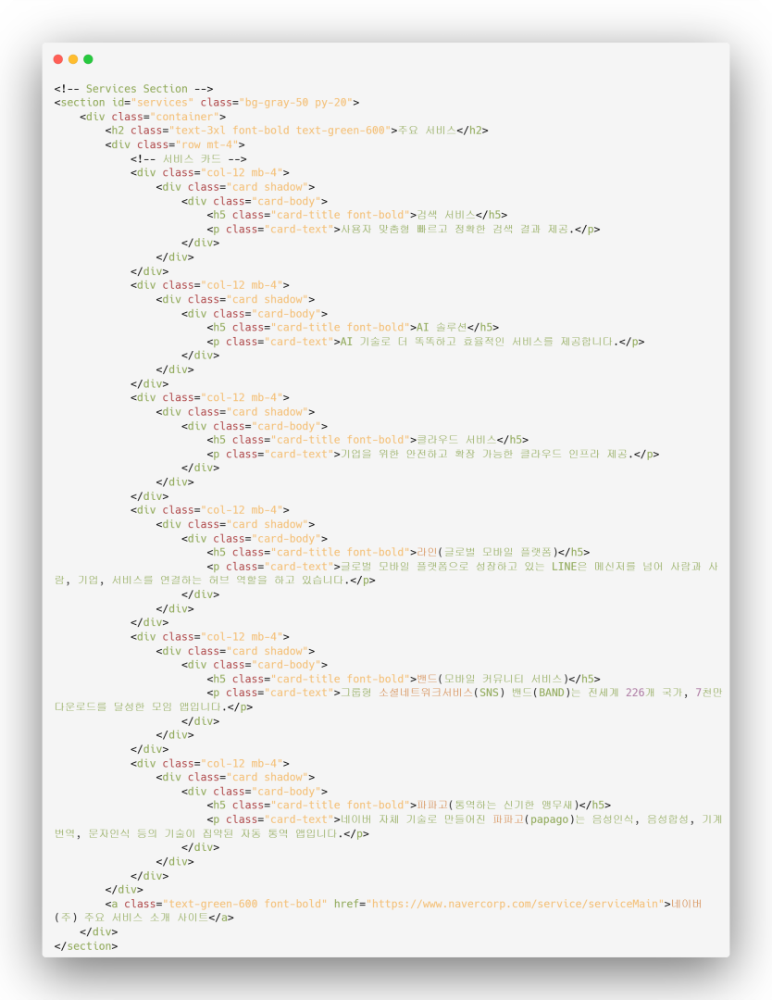 <!-- Services Section -->
<section id="services" class="bg-gray-50 py-20">
    <div class="container">
        <h2 class="text-3xl font-bold text-green-600">주요 서비스</h2>
        <div class="row mt-4">
            <!-- 서비스 카드 -->
            <div class="col-12 mb-4">
                <div class="card shadow">
                    <div class="card-body">
                        <h5 class="card-title font-bold">검색 서비스</h5>
                        <p class="card-text">사용자 맞춤형 빠르고 정확한 검색 결과 제공.</p>
                    </div>
                </div>
            </div>
            <div class="col-12 mb-4">
                <div class="card shadow">
                    <div class="card-body">
                        <h5 class="card-title font-bold">AI 솔루션</h5>
                        <p class="card-text">AI 기술로 더 똑똑하고 효율적인 서비스를 제공합니다.</p>
                    </div>
                </div>
            </div>
            <div class="col-12 mb-4">
                <div class="card shadow">
                    <div class="card-body">
                        <h5 class="card-title font-bold">클라우드 서비스</h5>
                        <p class="card-text">기업을 위한 안전하고 확장 가능한 클라우드 인프라 제공.</p>
                    </div>
                </div>
            </div>
            <div class="col-12 mb-4">
                <div class="card shadow">
                    <div class="card-body">
                        <h5 class="card-title font-bold">라인(글로벌 모바일 플랫폼)</h5>
                        <p class="card-text">글로벌 모바일 플랫폼으로 성장하고 있는 LINE은 메신저를 넘어 사람과 사
람, 기업, 서비스를 연결하는 허브 역할을 하고 있습니다.</p>
                    </div>
                </div>
            </div>
            <div class="col-12 mb-4">
                <div class="card shadow">
                    <div class="card-body">
                        <h5 class="card-title font-bold">밴드(모바일 커뮤니티 서비스)</h5>
                        <p class="card-text">그룹형 소셜네트워크서비스(SNS) 밴드(BAND)는 전세계 226개 국가, 7천만
다운로드를 달성한 모임 앱입니다.</p>
                    </div>
                </div>
            </div>
            <div class="col-12 mb-4">
                <div class="card shadow">
                    <div class="card-body">
                        <h5 class="card-title font-bold">파파고(통역하는 신기한 앵무새)</h5>
                        <p class="card-text">네이버 자체 기술로 만들어진 파파고(papago)는 음성인식, 음성합성, 기계
번역, 문자인식 등의 기술이 집약된 자동 통역 앱입니다.</p>
                    </div>
                </div>
            </div>
        </div>
        <a class="text-green-600 font-bold" href="https://www.navercorp.com/service/serviceMain">네이버
(주) 주요 서비스 소개 사이트</a>
    </div>
</section>